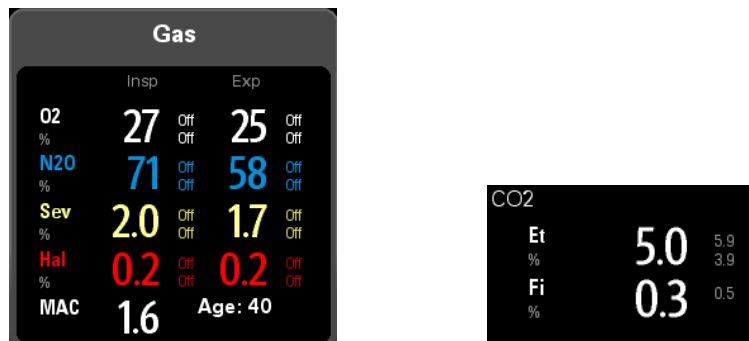 Gas
Insp Exp
O2 27 Off 25 Off
% Off Off
N2O 71 Off 58 Off
% Off Off
Sev 2.0 Off 1.7 Off
% Off Off
Hal 0.2 Off 0.2 Off
% Off Off
MAC 1.6 Age: 40
CO2
Et 5.0 5.9
% 3.9
Fi 0.3 0.5
%